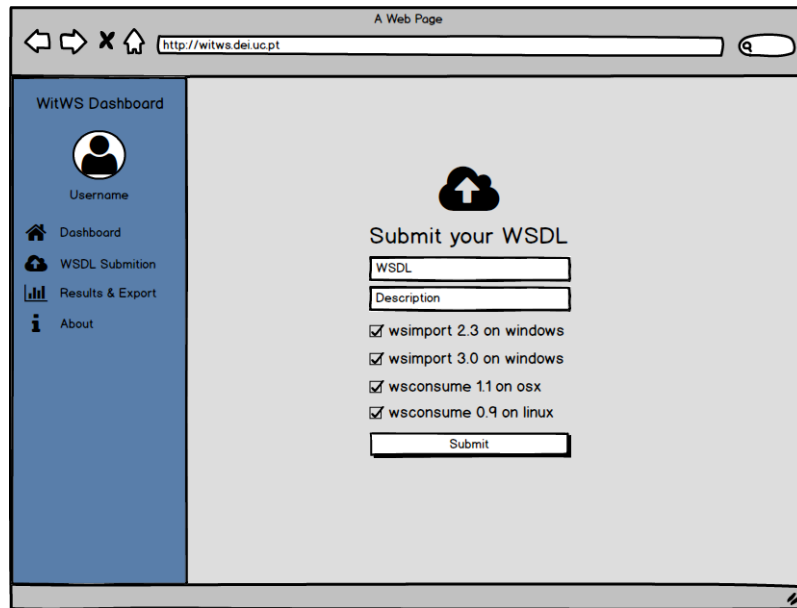 A Web Page
http://witws.dei.uc.pt
WitWS Dashboard
Username
Dashboard
WSDL Submition
Results & Export
About
Submit your WSDL
WSDL
Description
wsimport 2.3 on windows
wsimport 3.0 on windows
wsconsume 1.1 on osx
wsconsume 0.9 on linux
Submit